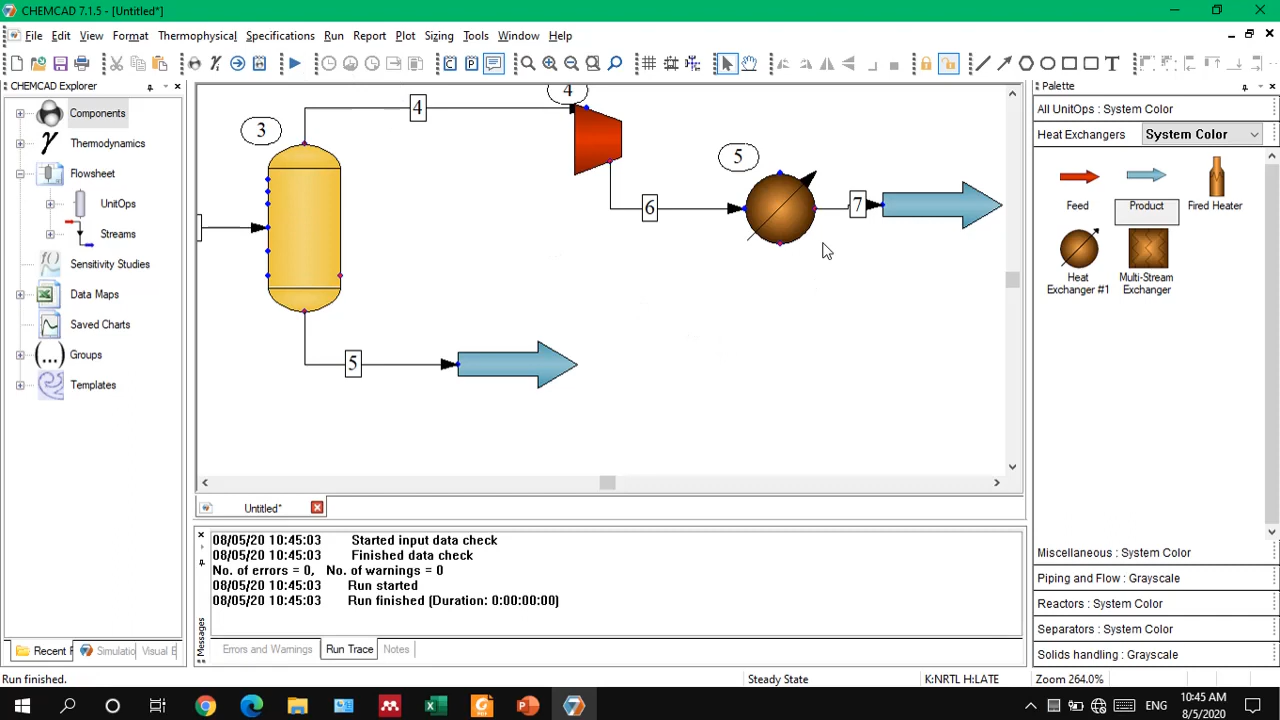 CHEMCAD 7.1.5 - [Untitled*]
File Edit View Format Thermophysical Specifications Run Report Plot Sizing Tools Window Help
CHEMCAD Explorer
Components
Thermodynamics
Flowsheet
UnitOps
Streams
Sensitivity Studies
Data Maps
Saved Charts
Groups
Templates
Recent F
Simulatio
Visual E
3
4
4
5
6
7
5
Untitled*
Messages
08/05/20 10:45:03 Started input data check
08/05/20 10:45:03 Finished data check
No. of errors = 0, No. of warnings = 0
08/05/20 10:45:03 Run started
08/05/20 10:45:03 Run finished (Duration: 0:00:00:00)
Errors and Warnings Run Trace Notes
Palette
All UnitOps : System Color
Heat Exchangers System Color
Feed
Product
Fired Heater
Heat Exchanger #1
Multi-Stream Exchanger
Miscellaneous : System Color
Piping and Flow : Grayscale
Reactors : System Color
Separators : System Color
Solids handling : Grayscale
Run finished.
Steady State
K:NRTL H:LATE
Zoom 264.0%
ENG
10:45 AM
8/5/2020